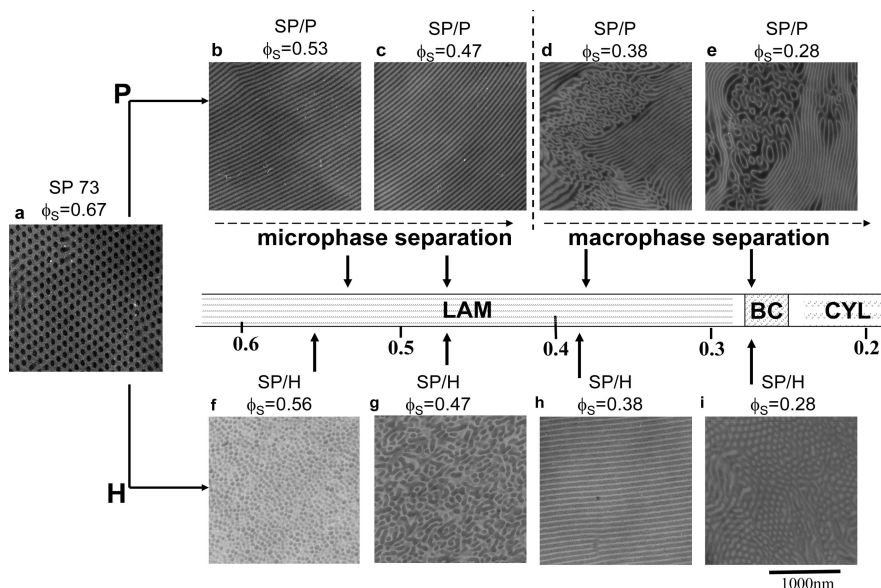 SP/P
b ϕS=0.53
SP/P
c ϕS=0.47
SP/P
d ϕS=0.38
SP/P
e ϕS=0.28
P
SP 73
a ϕS=0.67
microphase separation
macrophase separation
LAM
BC
CYL
0.6
0.5
0.4
0.3
0.2
SP/H
f ϕS=0.56
SP/H
g ϕS=0.47
SP/H
h ϕS=0.38
SP/H
i ϕS=0.28
H
1000nm